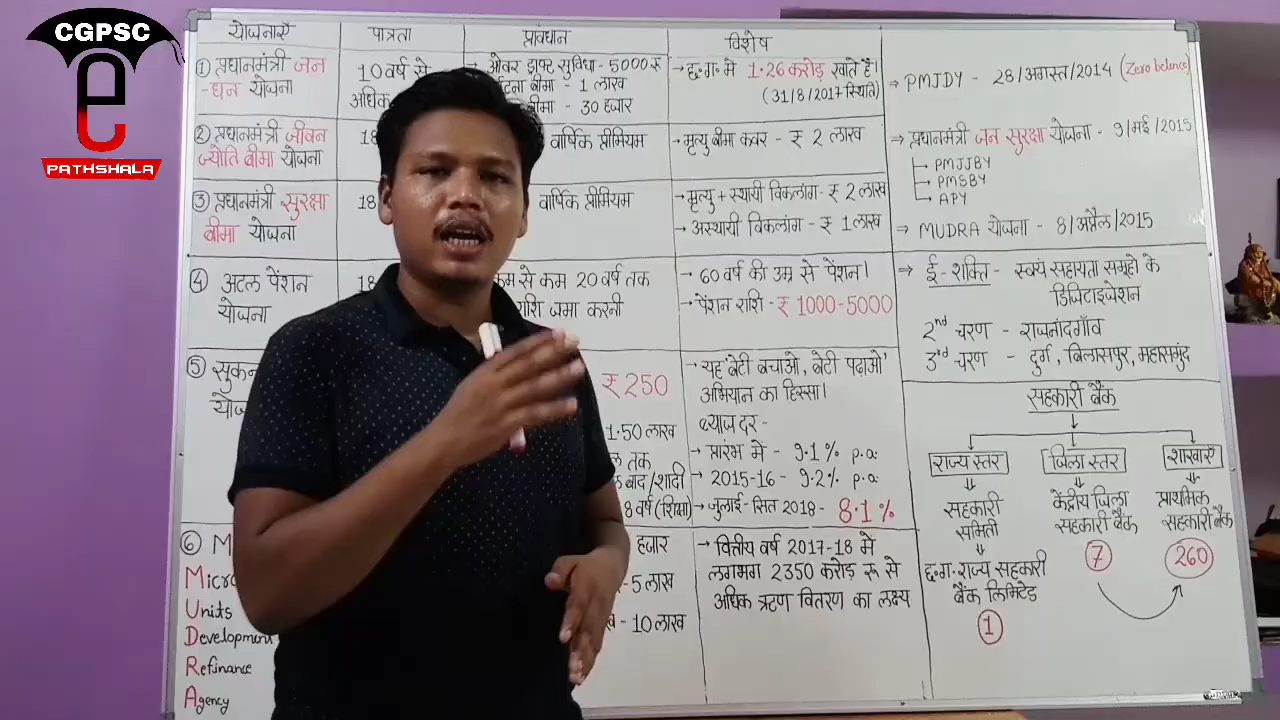 CGPSC
e
PATHSHALA
योजनाएँ
पात्रता
प्रावधान
विशेष
① प्रधानमंत्री जन
-धन योजना
10 वर्ष से
अधिक
→ ओवर ड्राफ्ट सुविधा - 5000 ₹
बीमा - 1 लाख
बीमा - 30 हजार
→ छ.ग. मे 1.26 करोड़ खाते हैं।
(31/8/2017 स्थिति)
② प्रधानमंत्री जीवन
ज्योति बीमा योजना
18
वार्षिक प्रीमियम
→ मृत्यु बीमा कवर - ₹ 2 लाख
③ प्रधानमंत्री सुरक्षा
बीमा योजना
18
वार्षिक प्रीमियम
→ मृत्यु + स्थायी विकलांग - ₹ 2 लाख
→ अस्थायी विकलांग - ₹ 1 लाख
④ अटल पेंशन
योजना
18
कम से कम 20 वर्ष तक
राशि जमा करनी
→ 60 वर्ष की उम्र से पेंशन।
→ पेंशन राशि - ₹ 1000-5000
⑤
₹ 250
1.50 लाख
तक
बाद/शादी
8 वर्ष (शिक्षा)
→ यह 'बेटी बचाओ, बेटी पढ़ाओ'
अभियान का हिस्सा।
ब्याज दर -
→ प्रारंभ में - 9.1 % p.a.
→ 2015-16 - 9.2% p.a.
→ जुलाई - सित 2018 - 8.1 %
⑥ M
Units
Development
Refinance
Agency
हजार
- 5 लाख
- 10 लाख
→ वित्तीय वर्ष 2017-18 में
लगभग 2350 करोड़ रू से
अधिक ऋण वितरण का लक्ष्य
⇒ PMJDY - 28/अगस्त/2014 (Zero balence)
⇒ प्रधानमंत्री जन सुरक्षा योजना - 9/मई/2015
→ PMJJBY
→ PMSBY
→ APY
⇒ MUDRA योजना - 8/अप्रैल/2015
⇒ ई-शक्ति - स्वयं सहायता समूहो के
डिजिटाइजेशन
2nd चरण - राजनांदगाँव
3rd चरण - दुर्ग, बिलासपुर, महासमुंद
सहकारी बैंक
राज्य स्तर
जिला स्तर
शाखाएँ
सहकारी
समिती
छ.ग. राज्य सहकारी
बैंक लिमिटेड
1
केंद्रीय जिला
सहकारी बैंक
7
प्राथमिक
सहकारी बैंक
260